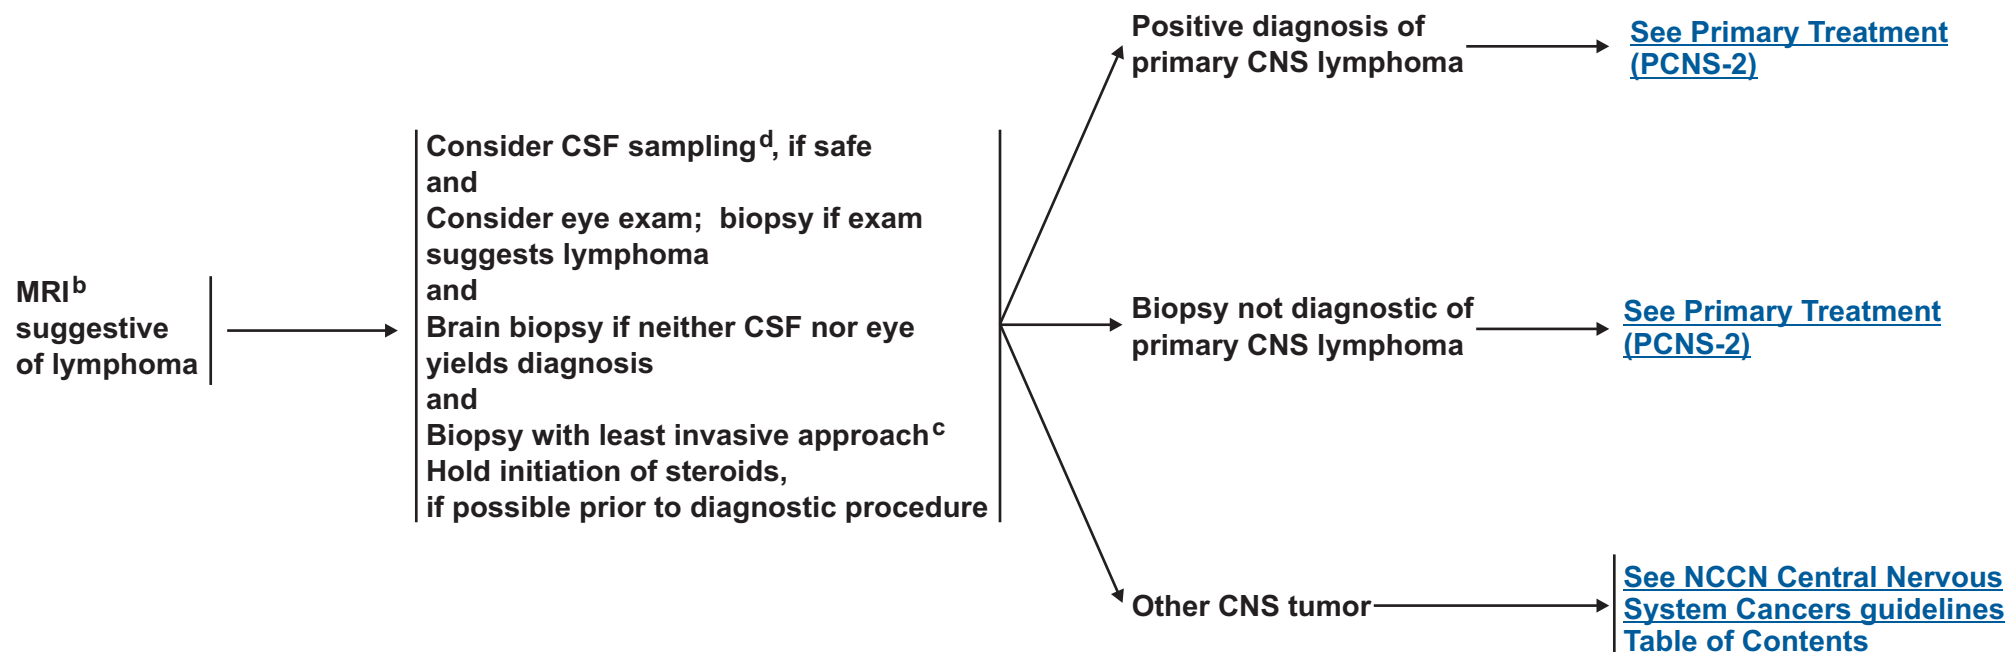 MRIb
suggestive
of lymphoma
Consider CSF samplingd, if safe
and
Consider eye exam; biopsy if exam
suggests lymphoma
and
Brain biopsy if neither CSF nor eye
yields diagnosis
and
Biopsy with least invasive approachc
Hold initiation of steroids,
if possible prior to diagnostic procedure
Positive diagnosis of
primary CNS lymphoma
See Primary Treatment
(PCNS-2)
Biopsy not diagnostic of
primary CNS lymphoma
See Primary Treatment
(PCNS-2)
Other CNS tumor
See NCCN Central Nervous
System Cancers guidelines
Table of Contents